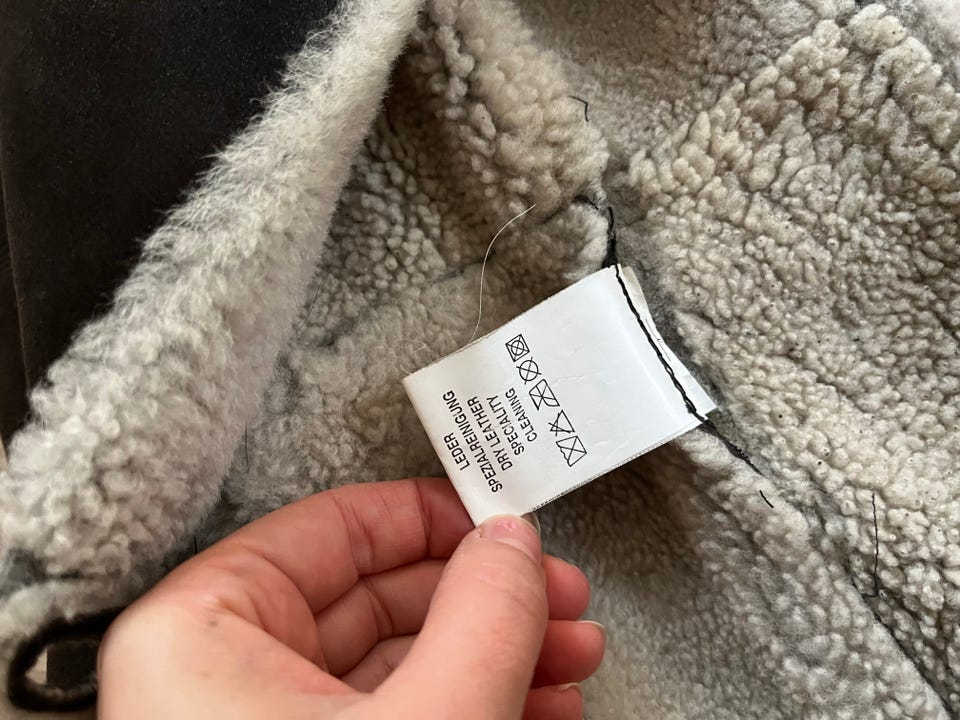 LEDER
SPEZIALREINIGUNG
DRY LEATHER
SPECIALITY
CLEANING